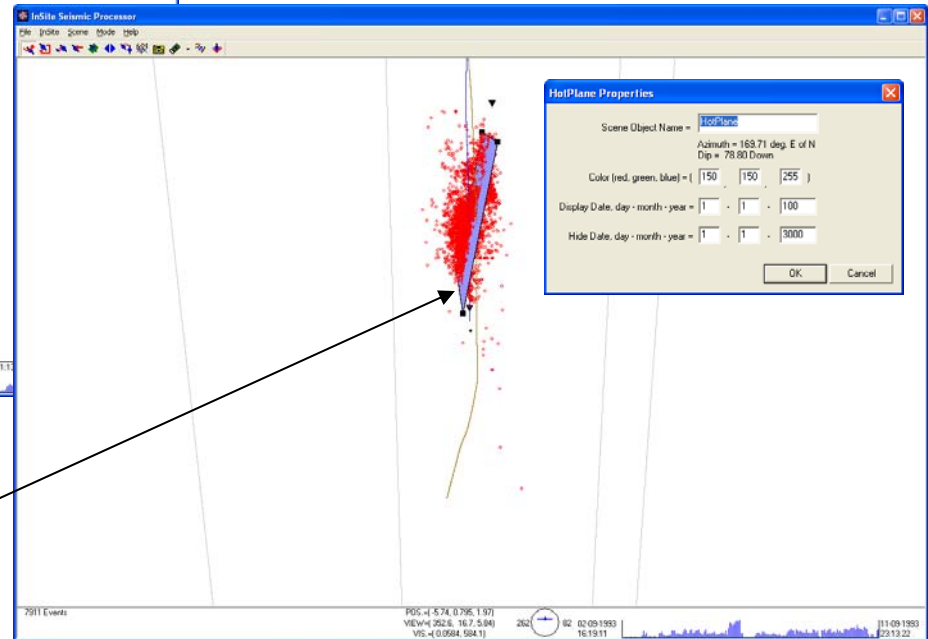 InSite Seismic Processor
File InSite Scene Mode Help
HotPlane Properties
Scene Object Name = HotPlane
Azimuth = 169.71 deg. E of N
Dip = 78.80 Down
Color (red, green, blue) = ( 150 , 150 , 255 )
Display Date, day - month - year = 1 - 1 - 100
Hide Date, day - month - year = 1 - 1 - 3000
OK Cancel
7911 Events
POS.=( -5.74, 0.795, 1.97)
VIEW=( 352.6, 16.7, 5.84)
VIS.=( 0.0584, 584.1)
262 82
02-09-1993
16:19:11
11-09-1993
23:13:22